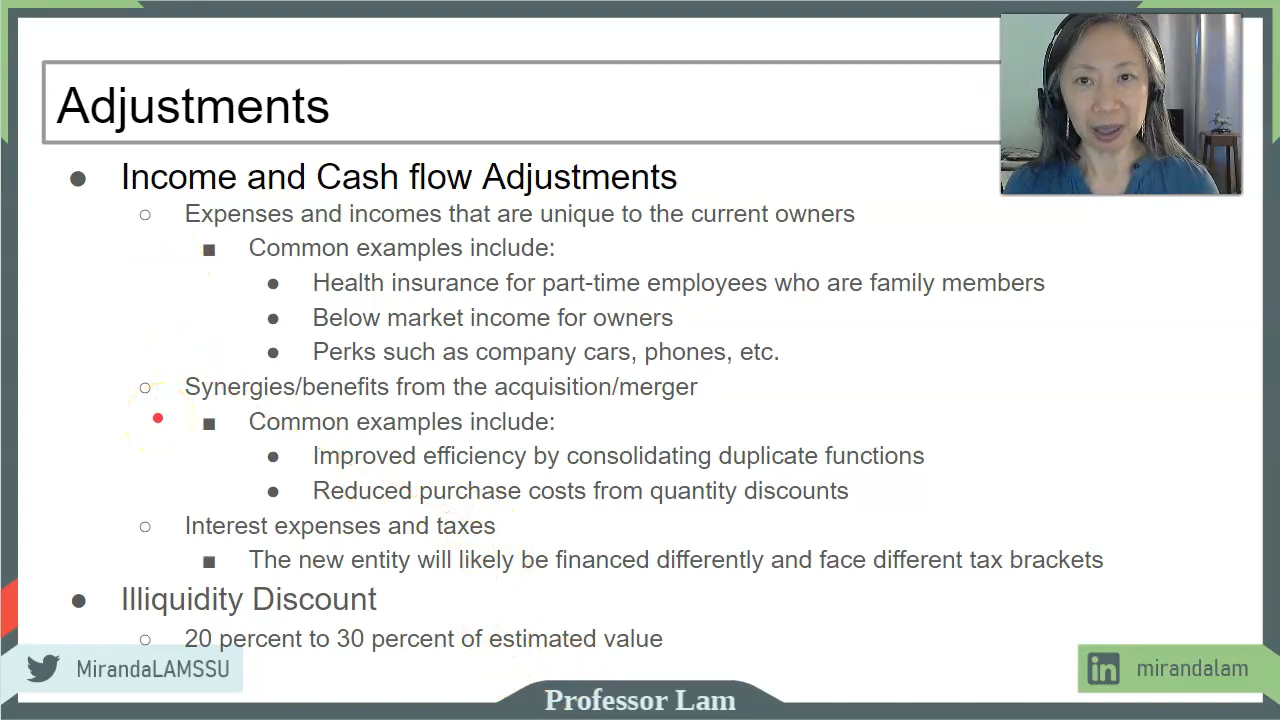 Adjustments
● Income and Cash flow Adjustments
○ Expenses and incomes that are unique to the current owners
■ Common examples include:
● Health insurance for part-time employees who are family members
● Below market income for owners
● Perks such as company cars, phones, etc.
○ Synergies/benefits from the acquisition/merger
■ Common examples include:
● Improved efficiency by consolidating duplicate functions
● Reduced purchase costs from quantity discounts
○ Interest expenses and taxes
■ The new entity will likely be financed differently and face different tax brackets
● Illiquidity Discount
○ 20 percent to 30 percent of estimated value
MirandaLAMSSU
in mirandalam
Professor Lam